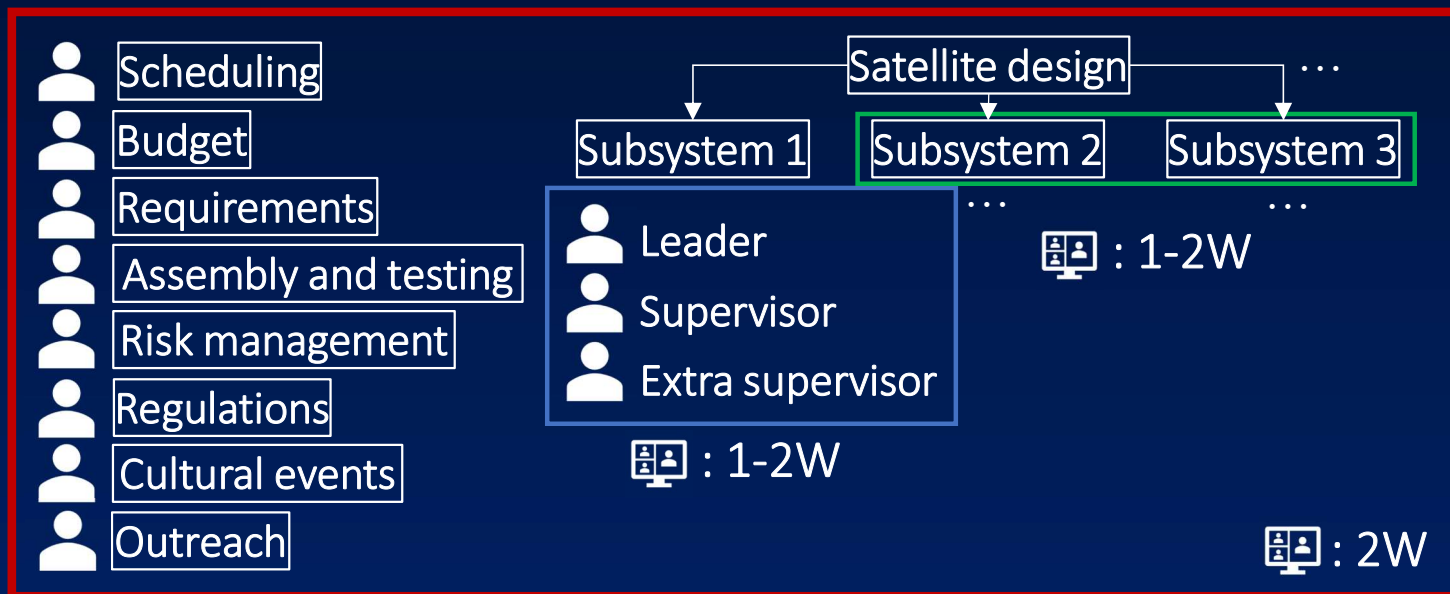 Scheduling
Budget
Requirements
Assembly and testing
Risk management
Regulations
Cultural events
Outreach
Satellite design
...
Subsystem 1
Subsystem 2
Subsystem 3
...
...
Leader
Supervisor
Extra supervisor
: 1-2W
: 1-2W
: 2W